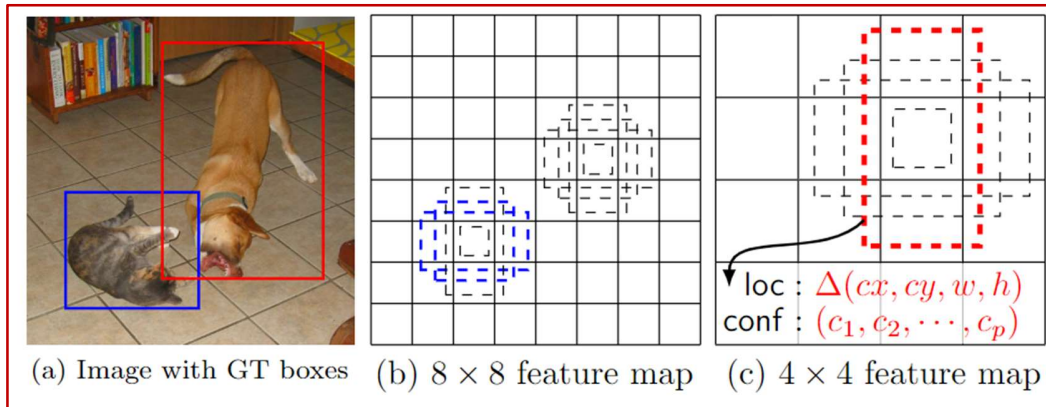 loc : Δ(cx, cy, w, h)
conf : (c₁, c₂, ⋯, cₚ)
(a) Image with GT boxes
(b) 8 × 8 feature map
(c) 4 × 4 feature map